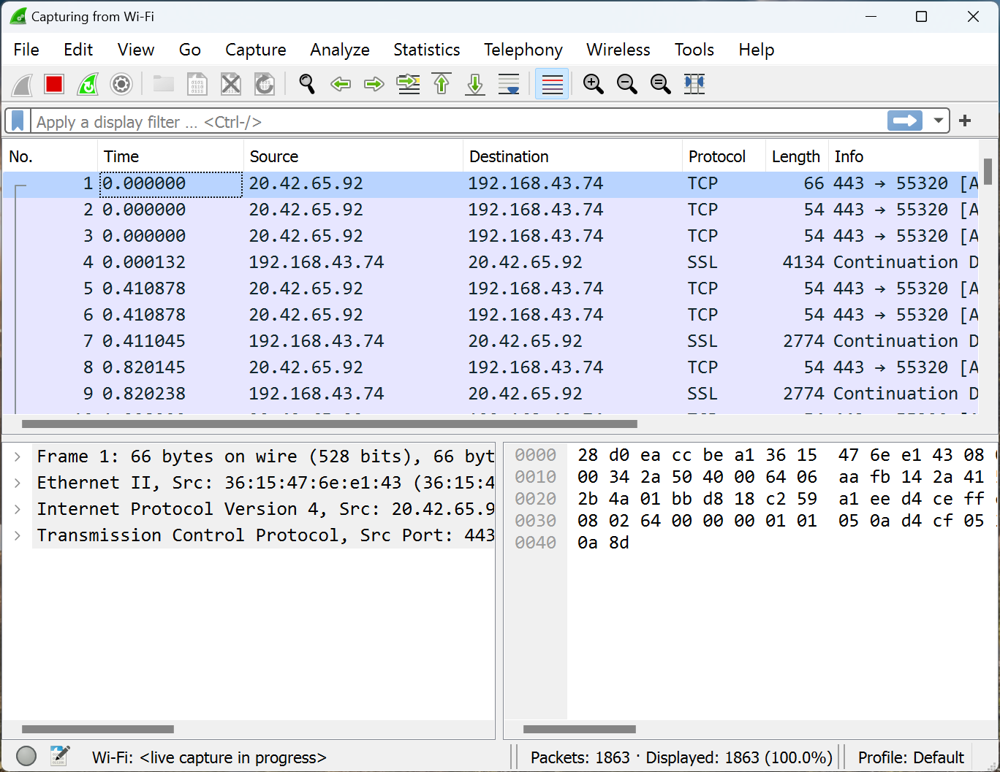 Capturing from Wi-Fi
File Edit View Go Capture Analyze Statistics Telephony Wireless Tools Help
Apply a display filter ... <Ctrl-/>
No. Time Source Destination Protocol Length Info
1 0.000000 20.42.65.92 192.168.43.74 TCP 66 443 → 55320 [A
2 0.000000 20.42.65.92 192.168.43.74 TCP 54 443 → 55320 [A
3 0.000000 20.42.65.92 192.168.43.74 TCP 54 443 → 55320 [A
4 0.000132 192.168.43.74 20.42.65.92 SSL 4134 Continuation D
5 0.410878 20.42.65.92 192.168.43.74 TCP 54 443 → 55320 [A
6 0.410878 20.42.65.92 192.168.43.74 TCP 54 443 → 55320 [A
7 0.411045 192.168.43.74 20.42.65.92 SSL 2774 Continuation D
8 0.820145 20.42.65.92 192.168.43.74 TCP 54 443 → 55320 [A
9 0.820238 192.168.43.74 20.42.65.92 SSL 2774 Continuation D
Frame 1: 66 bytes on wire (528 bits), 66 byt
Ethernet II, Src: 36:15:47:6e:e1:43 (36:15:4
Internet Protocol Version 4, Src: 20.42.65.9
Transmission Control Protocol, Src Port: 443
0000 28 d0 ea cc be a1 36 15 47 6e e1 43 08
0010 00 34 2a 50 40 00 64 06 aa fb 14 2a 41
0020 2b 4a 01 bb d8 18 c2 59 a1 ee d4 ce ff
0030 08 02 64 00 00 00 01 01 05 0a d4 cf 05
0040 0a 8d
Wi-Fi: <live capture in progress>
Packets: 1863 · Displayed: 1863 (100.0%)
Profile: Default